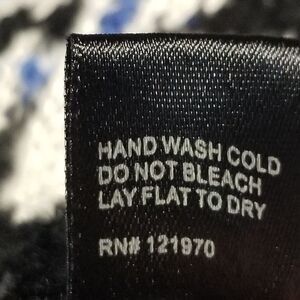 HAND WASH COLD
DO NOT BLEACH
LAY FLAT TO DRY
RN# 121970